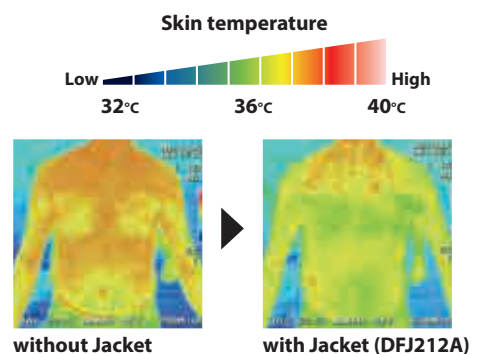 Skin temperature
Low High
32°C 36°C 40°C
without Jacket with Jacket (DFJ212A)